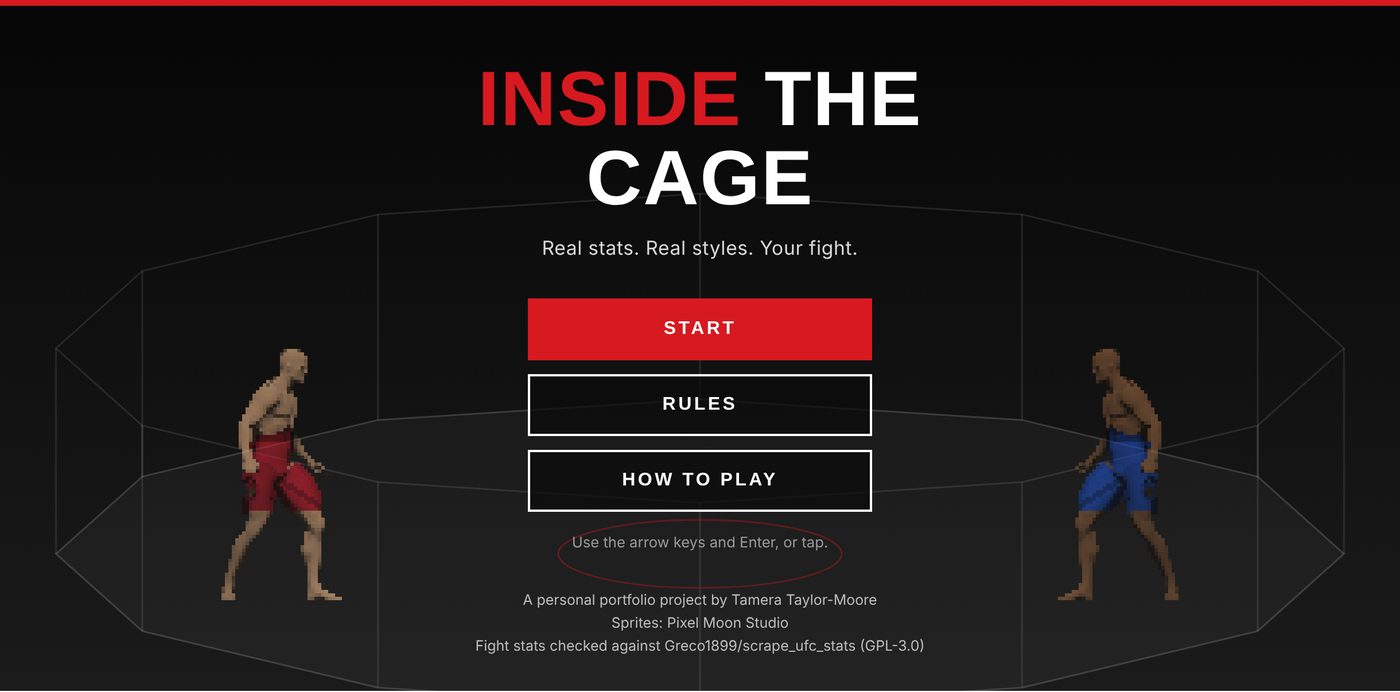 INSIDE THE
CAGE
Real stats. Real styles. Your fight.
START
RULES
HOW TO PLAY
Use the arrow keys and Enter, or tap.
A personal portfolio project by Tamera Taylor-Moore
Sprites: Pixel Moon Studio
Fight stats checked against Greco1899/scrape_ufc_stats (GPL-3.0)